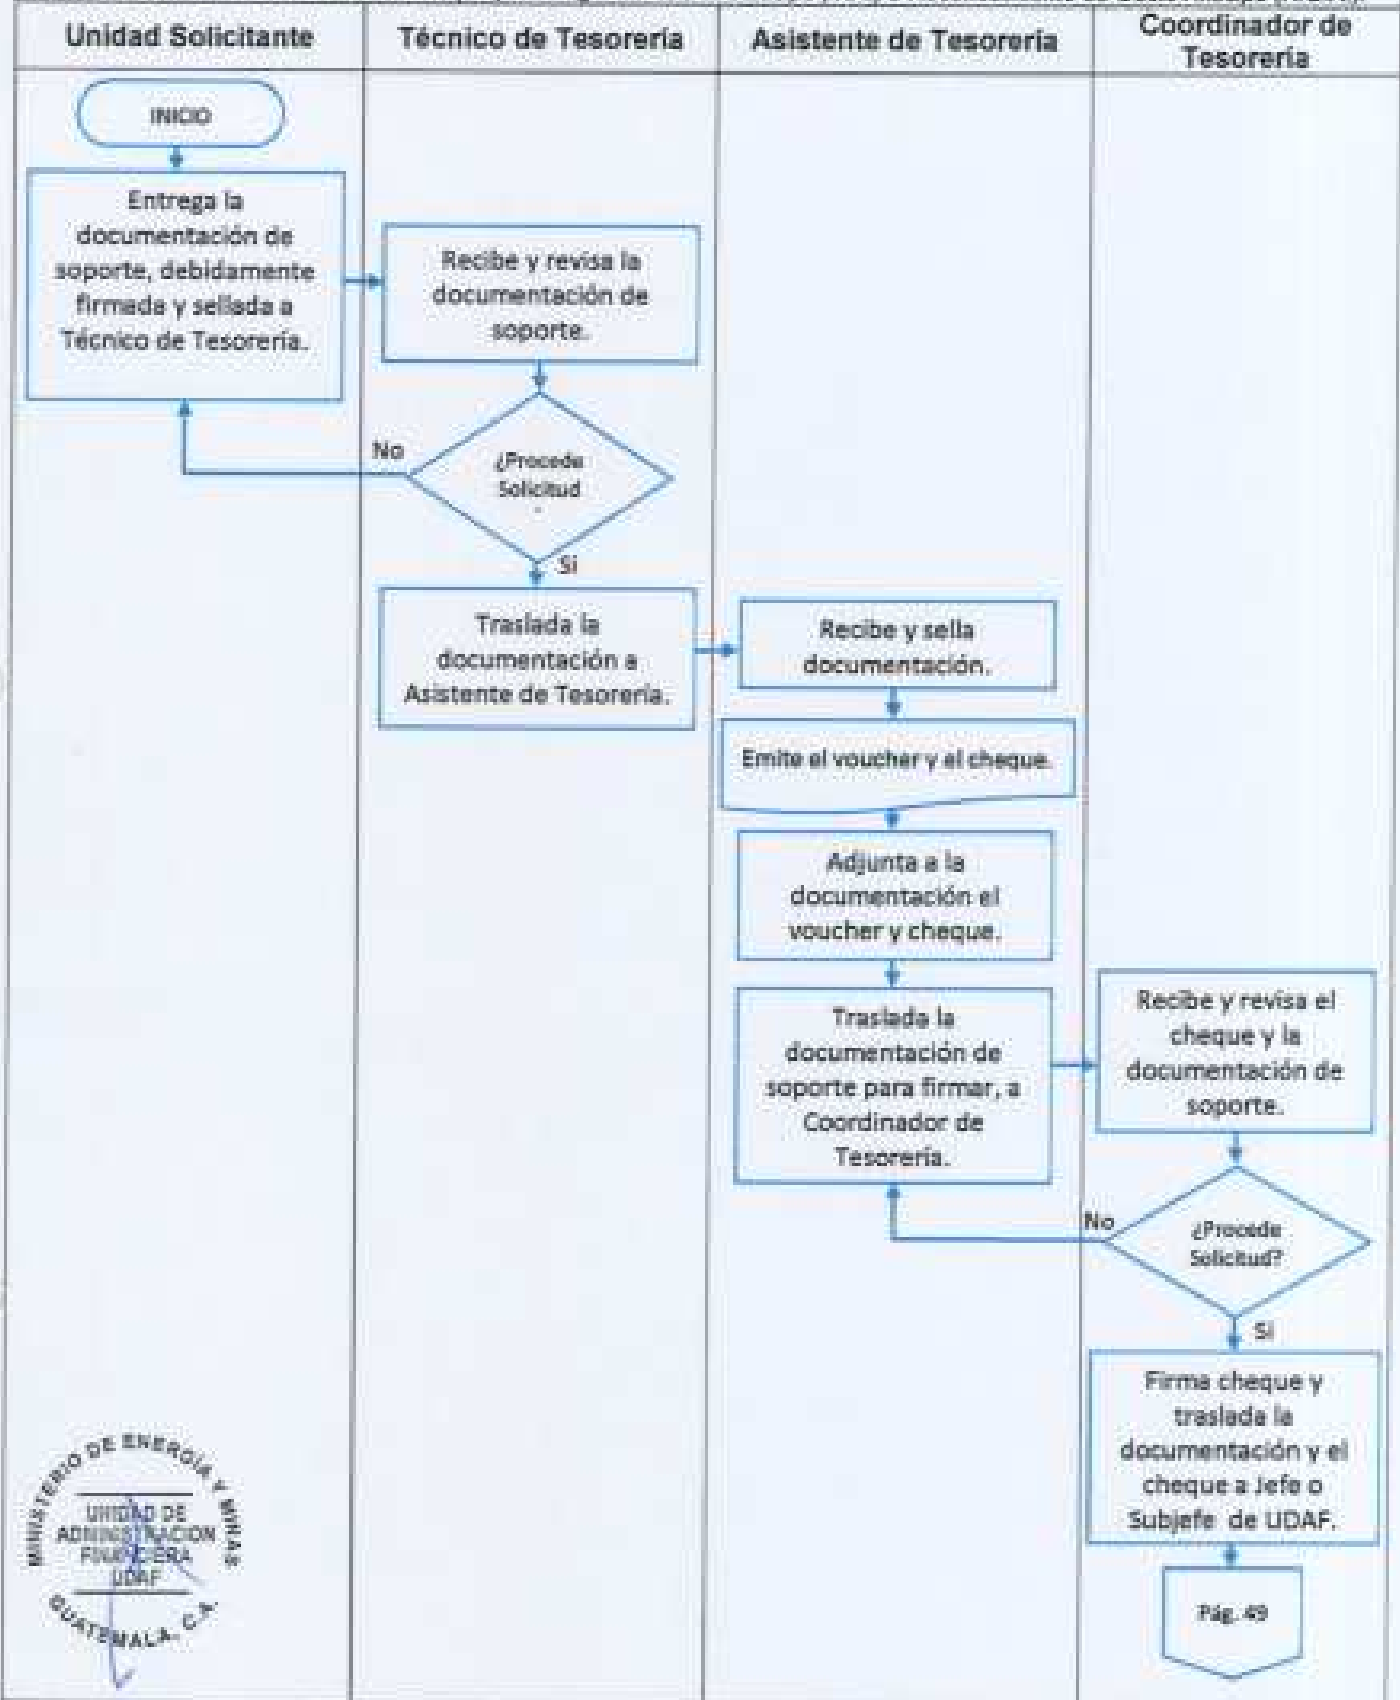 Unidad Solicitante
Técnico de Tesorería
Asistente de Tesorería
Coordinador de
Tesorería
INICIO
Entrega la
documentación de
soporte, debidamente
firmada y sellada a
Técnico de Tesorería.
Recibe y revisa la
documentación de
soporte.
No
¿Procede
Solicitud
Si
Traslada la
documentación a
Asistente de Tesorería.
Recibe y sella
documentación.
Emite el voucher y el cheque.
Adjunta a la
documentación el
voucher y cheque.
Traslada la
documentación de
soporte para firmar, a
Coordinador de
Tesorería.
Recibe y revisa el
cheque y la
documentación de
soporte.
No
¿Procede
Solicitud?
Si
Firma cheque y
traslada la
documentación y el
cheque a Jefe o
Subjefe de UDAF.
Pág. 49
MINISTERIO DE ENERGÍA Y MINAS
UNIDAD DE
ADMINISTRACION
FINANCIERA
UDAF
GUATEMALA, C.A.